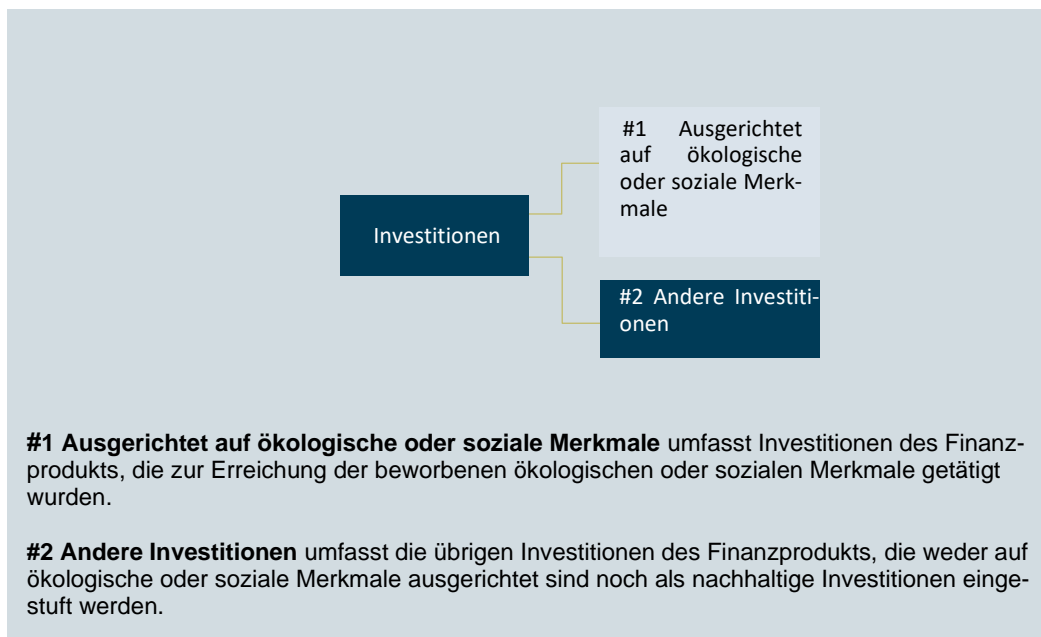 #1 Ausgerichtet
auf ökologische
oder soziale Merk-
male
Investitionen
#2 Andere Investiti-
onen
#1 Ausgerichtet auf ökologische oder soziale Merkmale umfasst Investitionen des Finanz-
produkts, die zur Erreichung der beworbenen ökologischen oder sozialen Merkmale getätigt
wurden.
#2 Andere Investitionen umfasst die übrigen Investitionen des Finanzprodukts, die weder auf
ökologische oder soziale Merkmale ausgerichtet sind noch als nachhaltige Investitionen einge-
stuft werden.